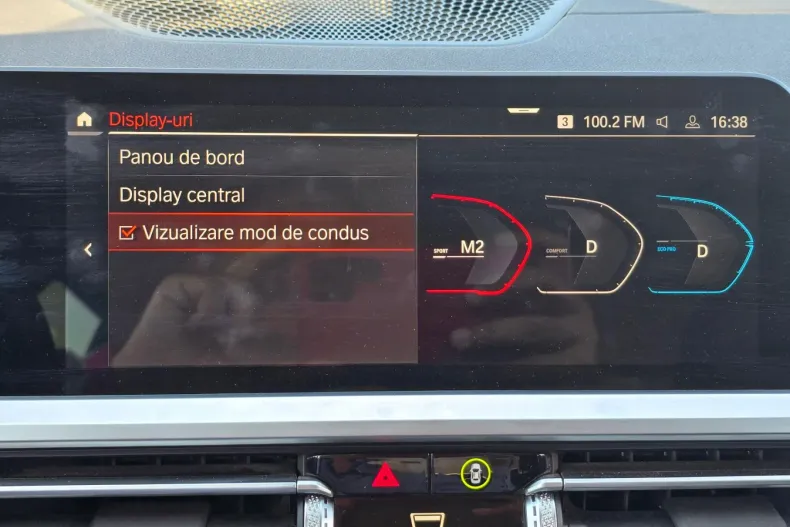 Display-uri
3 100.2 FM 16:38
Panou de bord
Display central
Vizualizare mod de condus
SPORT M2
COMFORT D
ECO PRO D